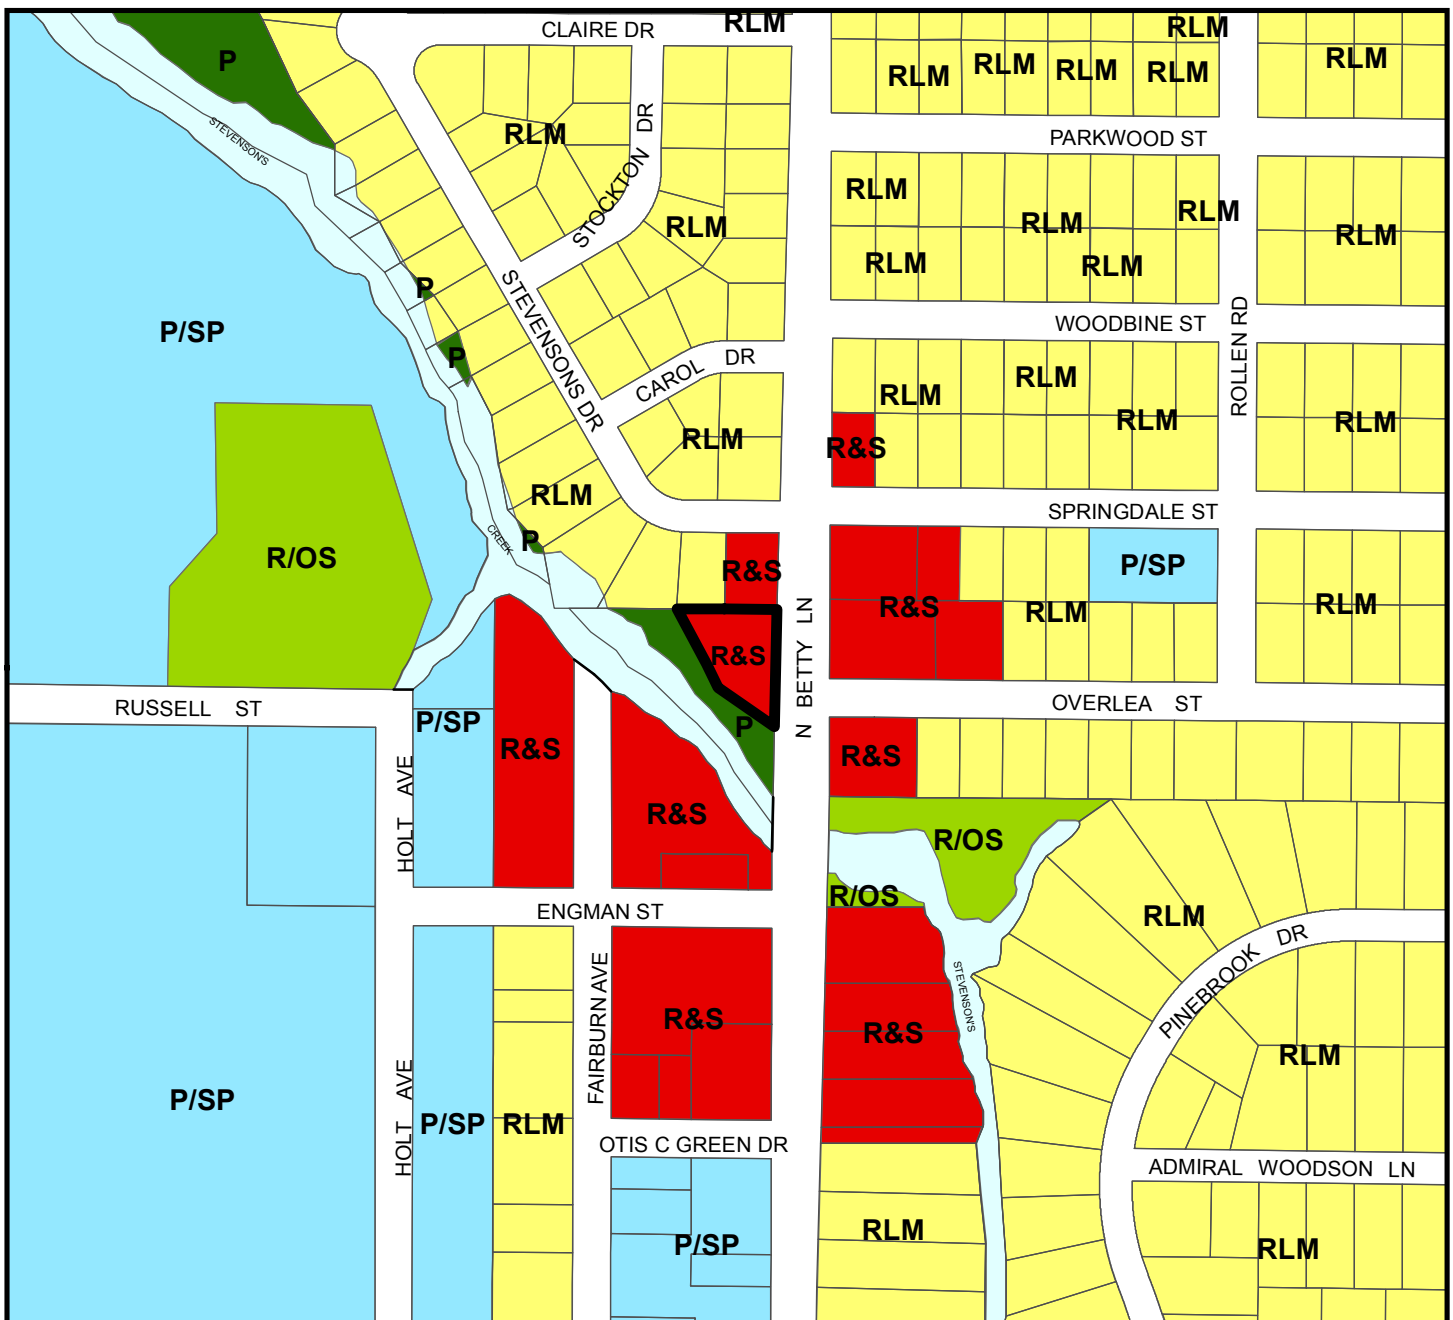 CLAIRE DR
RLM
RLM
P
RLM
RLM
RLM
RLM
RLM
STEVENSON'S
RLM
STOCKTON DR
PARKWOOD ST
RLM
RLM
RLM
RLM
RLM
RLM
RLM
P
STEVENSONS DR
P/SP
WOODBINE ST
ROLLEN RD
P
CAROL DR
RLM
RLM
RLM
RLM
RLM
R&S
RLM
CREEK
SPRINGDALE ST
P
R/OS
R&S
P/SP
R&S
RLM
RLM
N BETTY LN
R&S
RUSSELL ST
OVERLEA ST
P/SP
P
R&S
R&S
HOLT AVE
R&S
R/OS
R/OS
ENGMAN ST
RLM
PINEBROOK DR
STEVENSON'S
FAIRBURN AVE
R&S
R&S
RLM
P/SP
HOLT AVE
P/SP
RLM
OTIS C GREEN DR
ADMIRAL WOODSON LN
RLM
P/SP
RLM